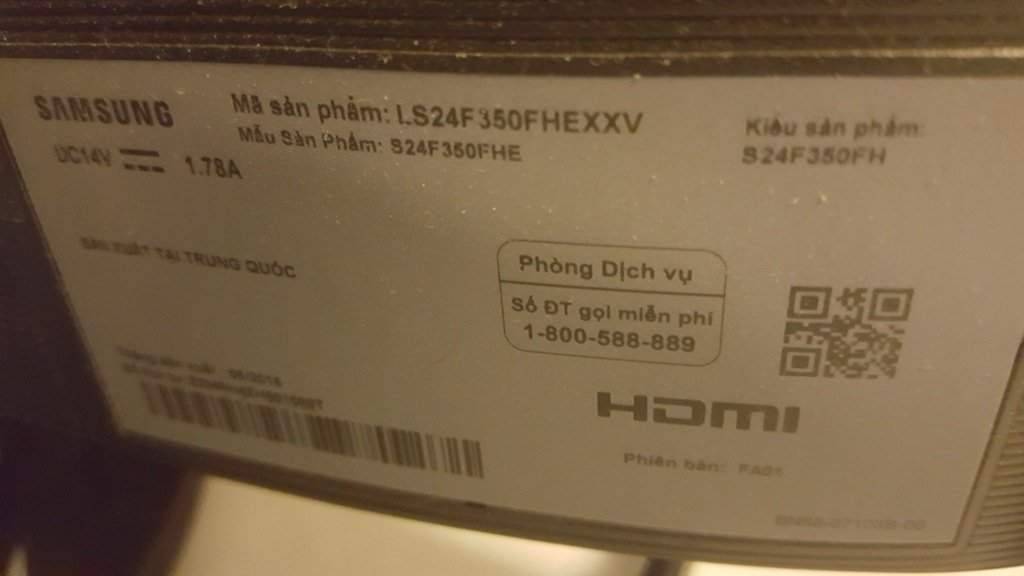 SAMSUNG
Mã sản phẩm: LS24F350FHEXXV
Mẫu Sản Phẩm: S24F350FHE
Kiểu sản phẩm:
S24F350FH
DC14V 1.78A
SẢN XUẤT TẠI TRUNG QUỐC
Phòng Dịch vụ
Số ĐT gọi miễn phí
1-800-588-889
HDMI
Phiên bản: FA01